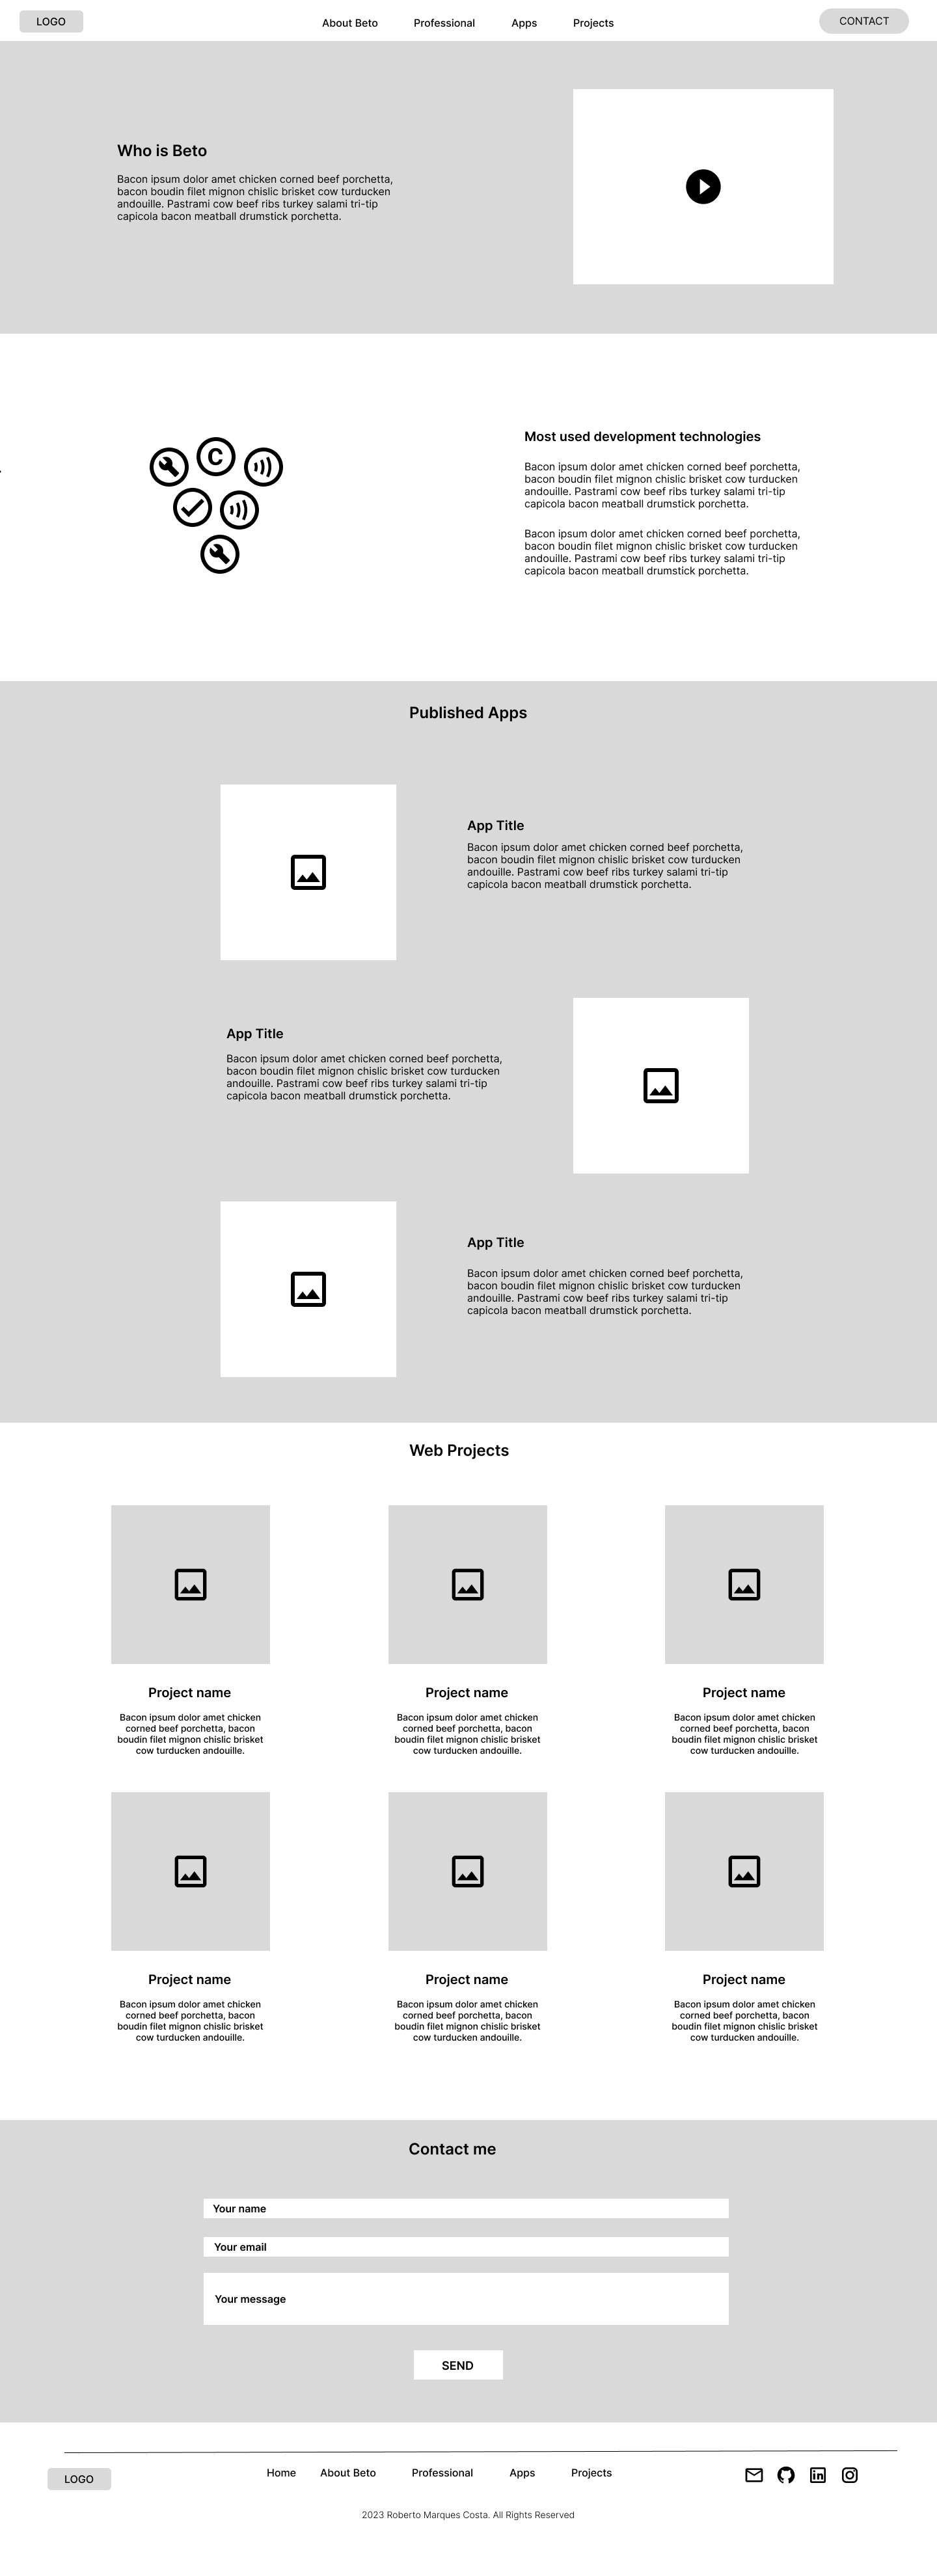 LOGO
About Beto
Professional
Apps
Projects
CONTACT
Who is Beto
Bacon ipsum dolor amet chicken corned beef porchetta,
bacon boudin filet mignon chislic brisket cow turducken
andouille. Pastrami cow beef ribs turkey salami tri-tip
capicola bacon meatball drumstick porchetta.
C
Most used development technologies
Bacon ipsum dolor amet chicken corned beef porchetta,
bacon boudin filet mignon chislic brisket cow turducken
andouille. Pastrami cow beef ribs turkey salami tri-tip
capicola bacon meatball drumstick porchetta.
Bacon ipsum dolor amet chicken corned beef porchetta,
bacon boudin filet mignon chislic brisket cow turducken
andouille. Pastrami cow beef ribs turkey salami tri-tip
capicola bacon meatball drumstick porchetta.
Published Apps
App Title
Bacon ipsum dolor amet chicken corned beef porchetta,
bacon boudin filet mignon chislic brisket cow turducken
andouille. Pastrami cow beef ribs turkey salami tri-tip
capicola bacon meatball drumstick porchetta.
App Title
Bacon ipsum dolor amet chicken corned beef porchetta,
bacon boudin filet mignon chislic brisket cow turducken
andouille. Pastrami cow beef ribs turkey salami tri-tip
capicola bacon meatball drumstick porchetta.
App Title
Bacon ipsum dolor amet chicken corned beef porchetta,
bacon boudin filet mignon chislic brisket cow turducken
andouille. Pastrami cow beef ribs turkey salami tri-tip
capicola bacon meatball drumstick porchetta.
Web Projects
Project name
Bacon ipsum dolor amet chicken
corned beef porchetta, bacon
boudin filet mignon chislic brisket
cow turducken andouille.
Project name
Bacon ipsum dolor amet chicken
corned beef porchetta, bacon
boudin filet mignon chislic brisket
cow turducken andouille.
Project name
Bacon ipsum dolor amet chicken
corned beef porchetta, bacon
boudin filet mignon chislic brisket
cow turducken andouille.
Project name
Bacon ipsum dolor amet chicken
corned beef porchetta, bacon
boudin filet mignon chislic brisket
cow turducken andouille.
Project name
Bacon ipsum dolor amet chicken
corned beef porchetta, bacon
boudin filet mignon chislic brisket
cow turducken andouille.
Project name
Bacon ipsum dolor amet chicken
corned beef porchetta, bacon
boudin filet mignon chislic brisket
cow turducken andouille.
Contact me
Your name
Your email
Your message
SEND
LOGO
Home
About Beto
Professional
Apps
Projects
in
2023 Roberto Marques Costa. All Rights Reserved